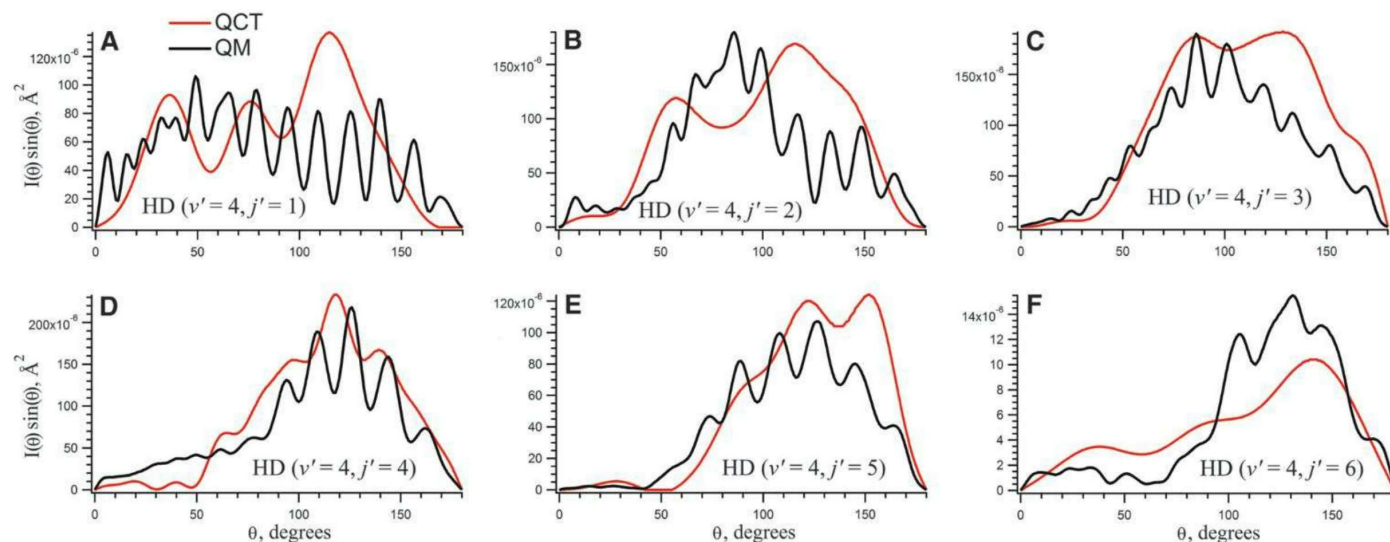 QCT
QM
A
120x10⁻⁶
100
80
60
40
20
0
I(θ) sin(θ), Å²
HD (v′ = 4, j′ = 1)
0 50 100 150
B
150x10⁻⁶
100
50
0
HD (v′ = 4, j′ = 2)
0 50 100 150
C
150x10⁻⁶
100
50
0
HD (v′ = 4, j′ = 3)
0 50 100 150
D
200x10⁻⁶
150
100
50
0
I(θ) sin(θ), Å²
HD (v′ = 4, j′ = 4)
0 50 100 150
θ, degrees
E
120x10⁻⁶
100
80
60
40
20
0
HD (v′ = 4, j′ = 5)
0 50 100 150
θ, degrees
F
14x10⁻⁶
12
10
8
6
4
2
0
HD (v′ = 4, j′ = 6)
0 50 100 150
θ, degrees